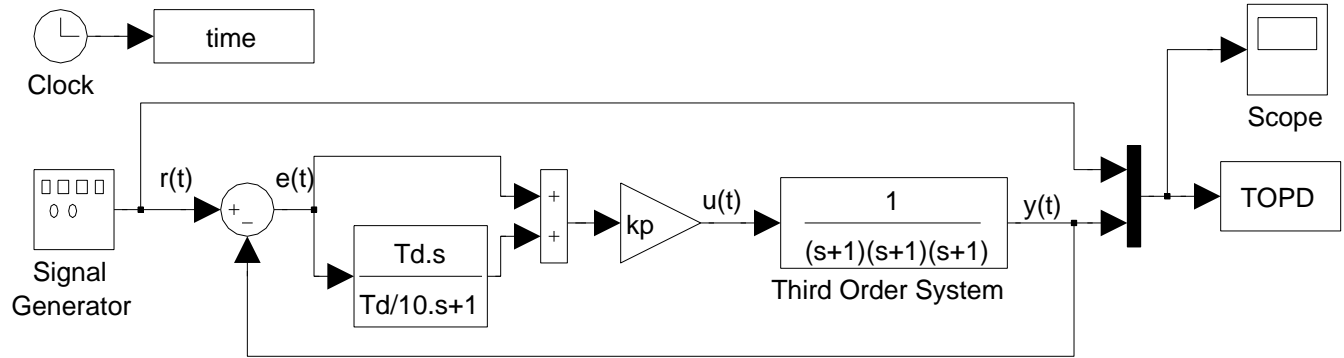 time
Clock
Scope
r(t)
e(t)
+
−
+
+
kp
u(t)
1
(s+1)(s+1)(s+1)
y(t)
TOPD
Td.s
Td/10.s+1
Signal
Generator
Third Order System